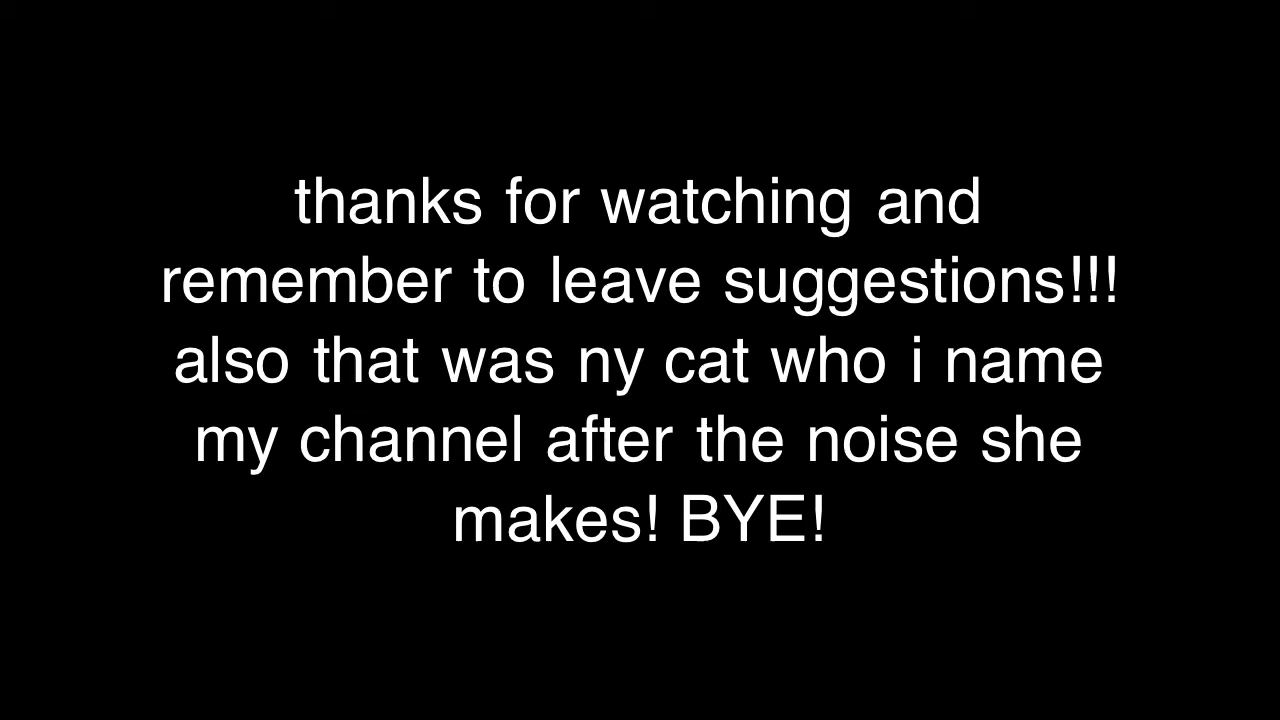 thanks for watching and
remember to leave suggestions!!!
also that was ny cat who i name
my channel after the noise she
makes! BYE!